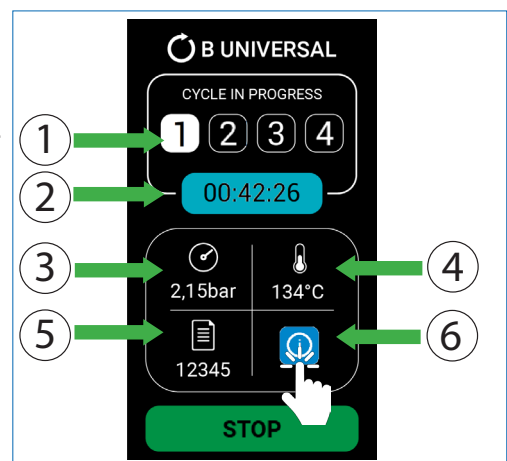 B UNIVERSAL
CYCLE IN PROGRESS
1 1 2 3 4
2 00:42:26
3 4
2,15bar 134°C
5 6
12345
STOP